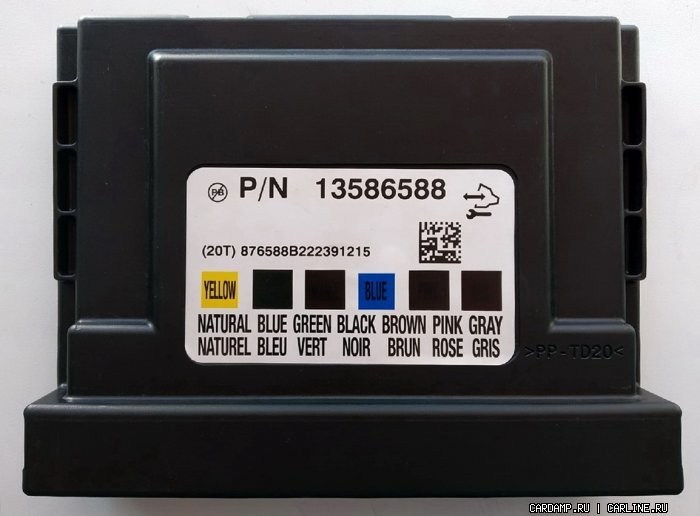 P/N 13586588
(20T) 876588B222391215
YELLOW BLUE
NATURAL BLUE GREEN BLACK BROWN PINK GRAY
NATUREL BLEU VERT NOIR BRUN ROSE GRIS
>PP-TD20<
CARDAMP.RU | CARLINE.RU